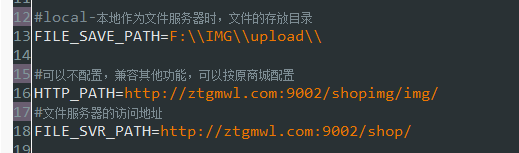 12 #local-本地作为文件服务器时，文件的存放目录
13 FILE_SAVE_PATH=F:\\IMG\\upload\\
14
15 #可以不配置，兼容其他功能，可以按原商城配置
16 HTTP_PATH=http://ztgmwl.com:9002/shopimg/img/
17 #文件服务器的访问地址
18 FILE_SVR_PATH=http://ztgmwl.com:9002/shop/
19